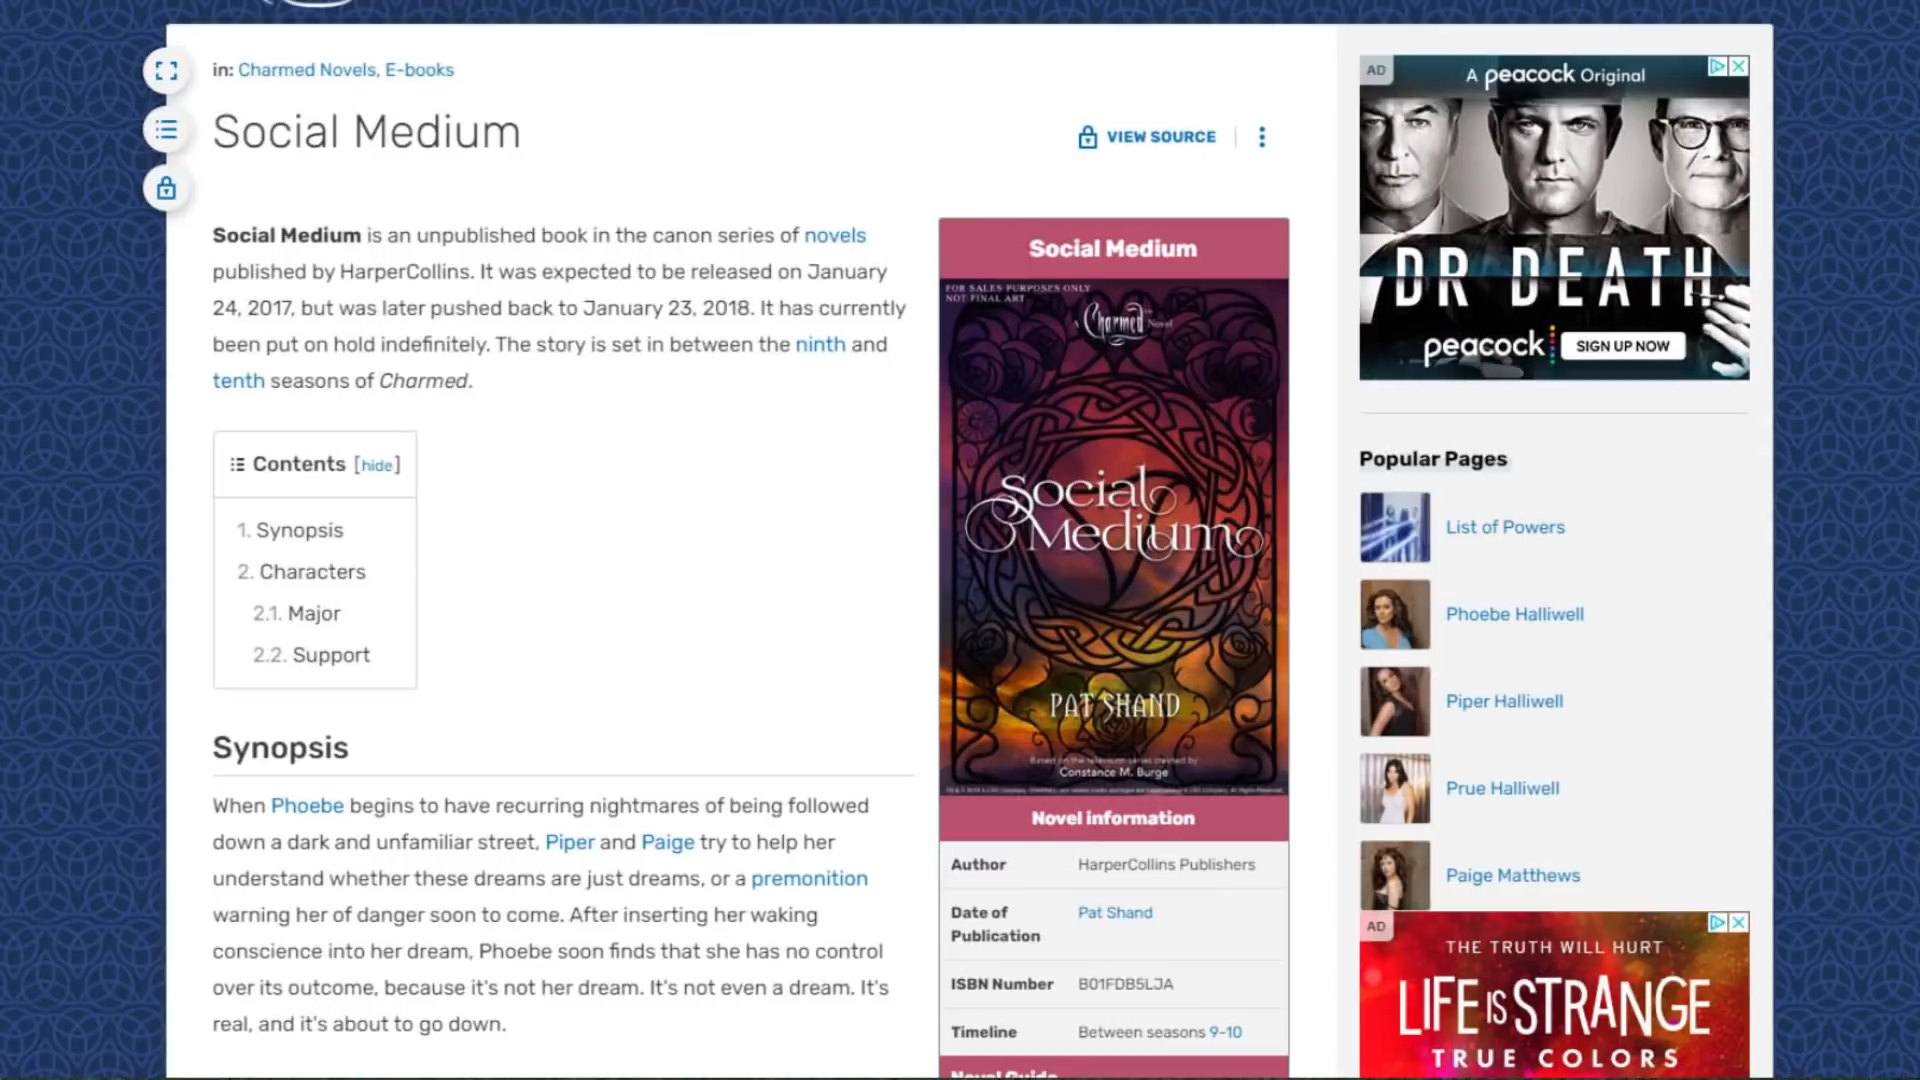 in: Charmed Novels, E-books
Social Medium
VIEW SOURCE
Social Medium is an unpublished book in the canon series of novels
published by HarperCollins. It was expected to be released on January
24, 2017, but was later pushed back to January 23, 2018. It has currently
been put on hold indefinitely. The story is set in between the ninth and
tenth seasons of Charmed.
Contents [hide]
1. Synopsis
2. Characters
2.1. Major
2.2. Support
Synopsis
When Phoebe begins to have recurring nightmares of being followed
down a dark and unfamiliar street, Piper and Paige try to help her
understand whether these dreams are just dreams, or a premonition
warning her of danger soon to come. After inserting her waking
conscience into her dream, Phoebe soon finds that she has no control
over its outcome, because it's not her dream. It's not even a dream. It's
real, and it's about to go down.
Social Medium
FOR SALES PURPOSES ONLY
NOT FINAL ART
A Charmed Novel
Social
Medium
PAT SHAND
Based on the television series created by
Constance M. Burge
Novel information
Author HarperCollins Publishers
Date of Publication Pat Shand
ISBN Number B01FDB5LJA
Timeline Between seasons 9-10
Novel Guide
AD
A peacock Original
DR DEATH
peacock SIGN UP NOW
Popular Pages
List of Powers
Phoebe Halliwell
Piper Halliwell
Prue Halliwell
Paige Matthews
AD
THE TRUTH WILL HURT
LIFE IS STRANGE
TRUE COLORS